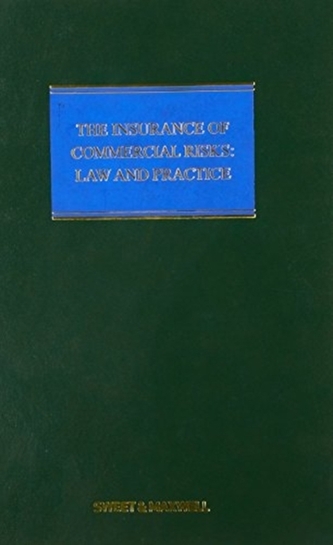 THE INSURANCE OF
COMMERCIAL RISKS:
LAW AND PRACTICE
SWEET & MAXWELL